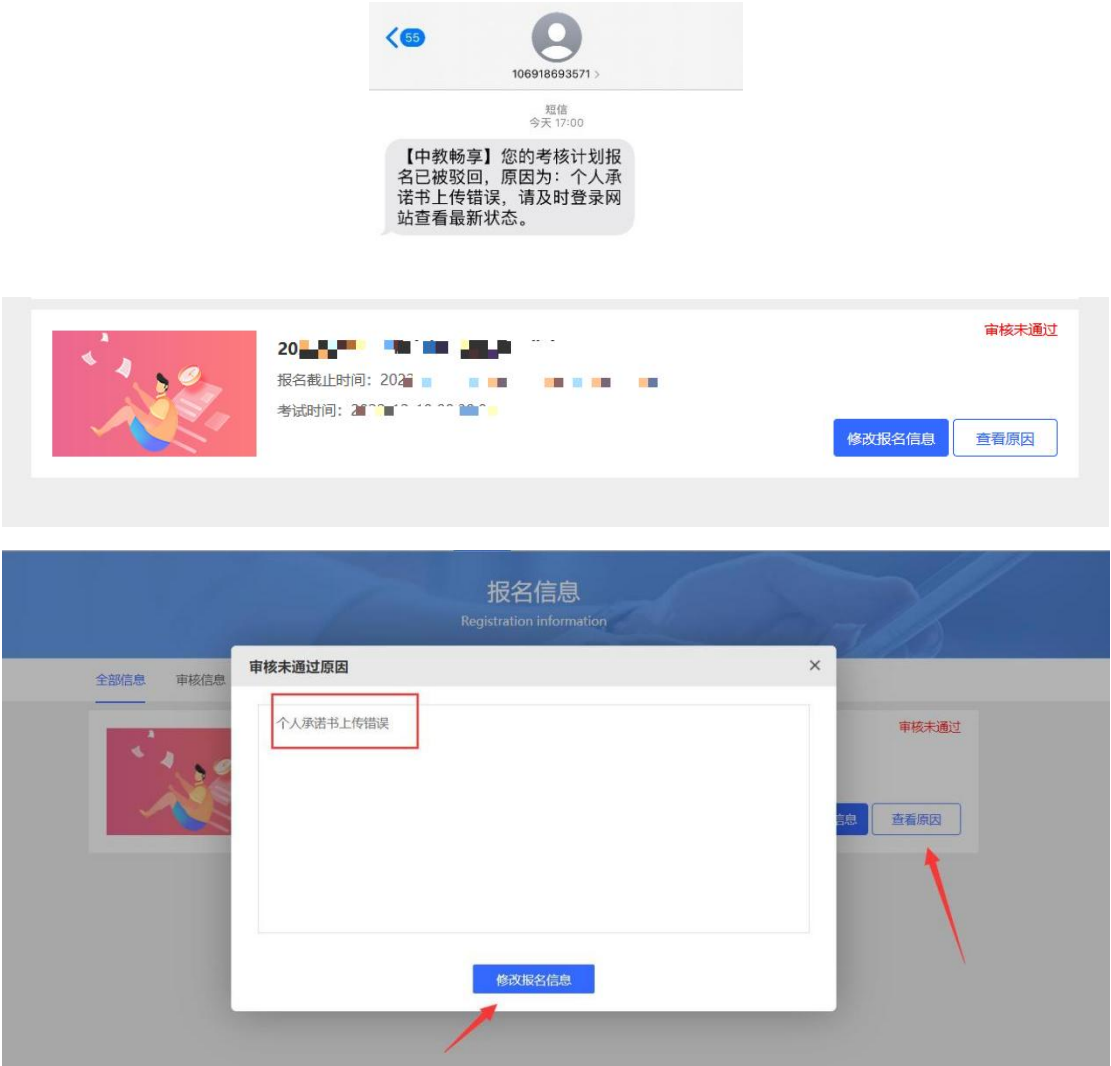 55
106918693571 >
短信
今天 17:00
【中教畅享】您的考核计划报
名已被驳回，原因为：个人承
诺书上传错误，请及时登录网
站查看最新状态。
审核未通过
20
报名截止时间：202
考试时间：2
修改报名信息
查看原因
报名信息
Registration information
审核未通过原因
×
全部信息
审核信息
个人承诺书上传错误
审核未通过
信息
查看原因
修改报名信息